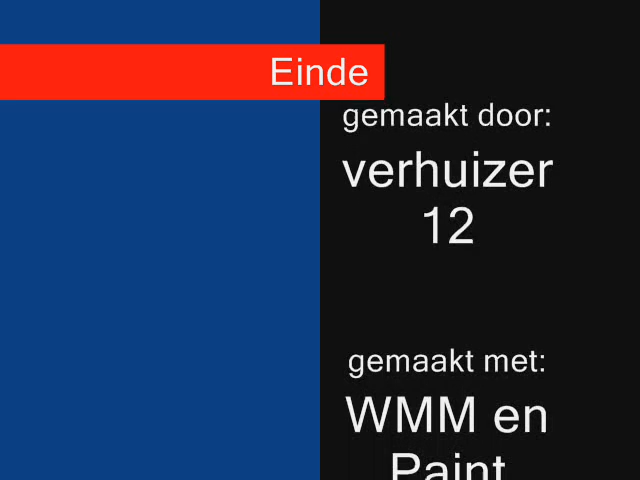 Einde
gemaakt door:
verhuizer
12
gemaakt met:
WMM en
Paint